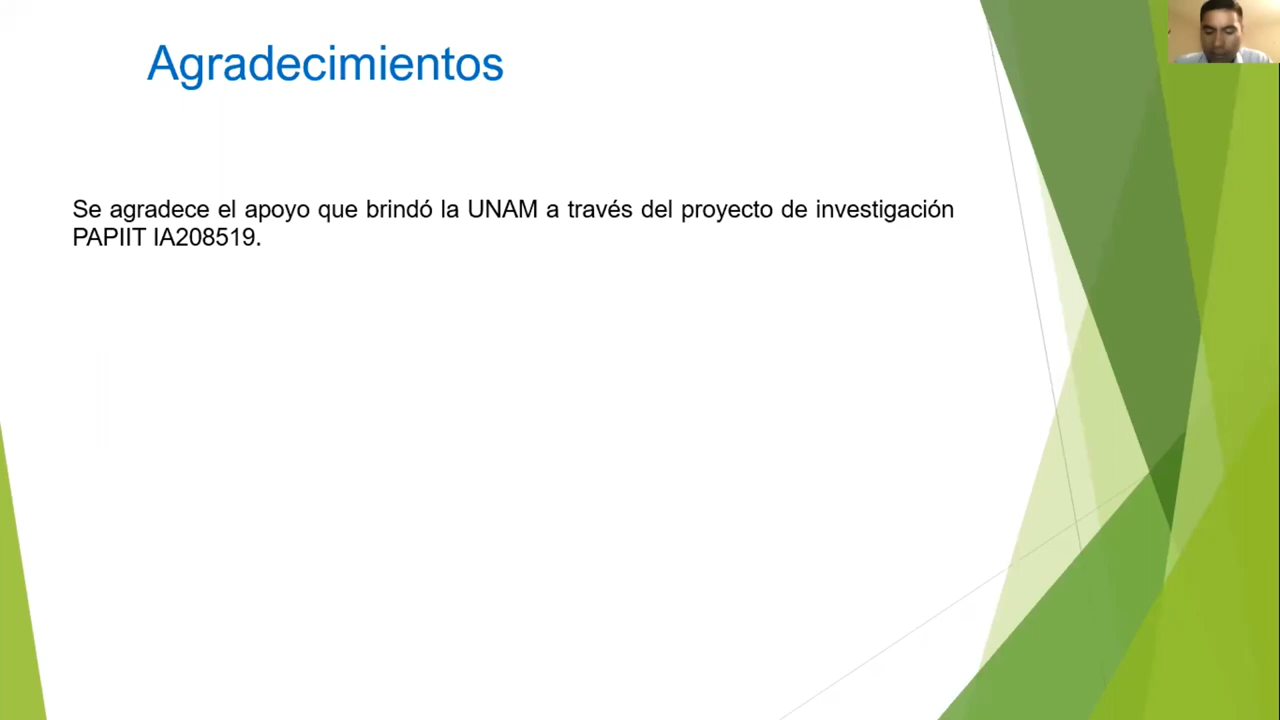 Agradecimientos
Se agradece el apoyo que brindó la UNAM a través del proyecto de investigación
PAPIIT IA208519.